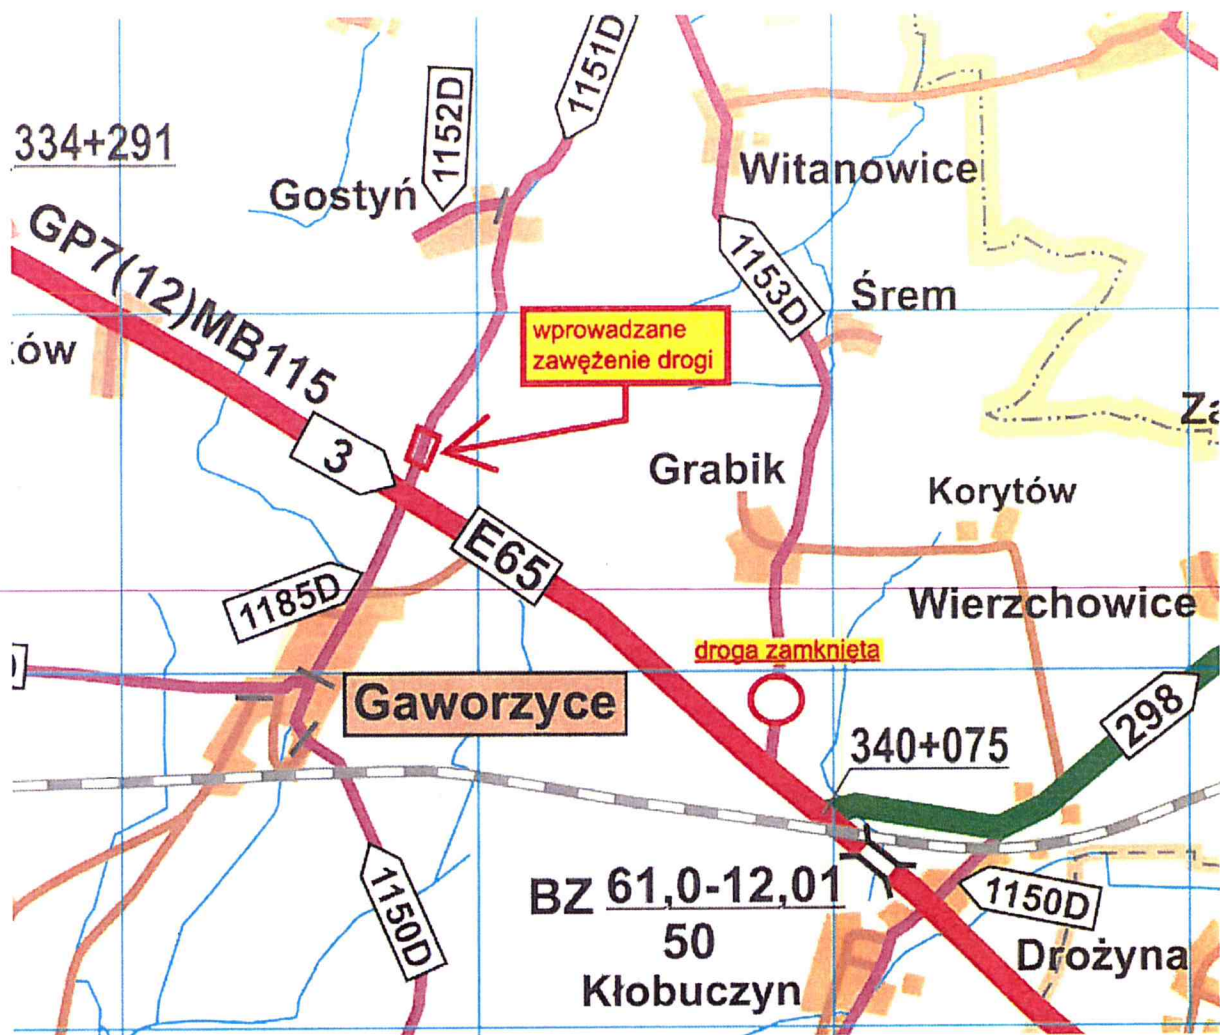 1151D
1152D
334+291
Witanowice
Gostyń
GP7(12)MB115
1153D
Śrem
wprowadzane
zawężenie drogi
ów
Za
3
Grabik
Korytów
E65
1185D
Wierzchowice
droga zamknięta
Gaworzyce
298
340+075
BZ 61,0-12,01
50
1150D
1150D
Drożyna
Kłobuczyn